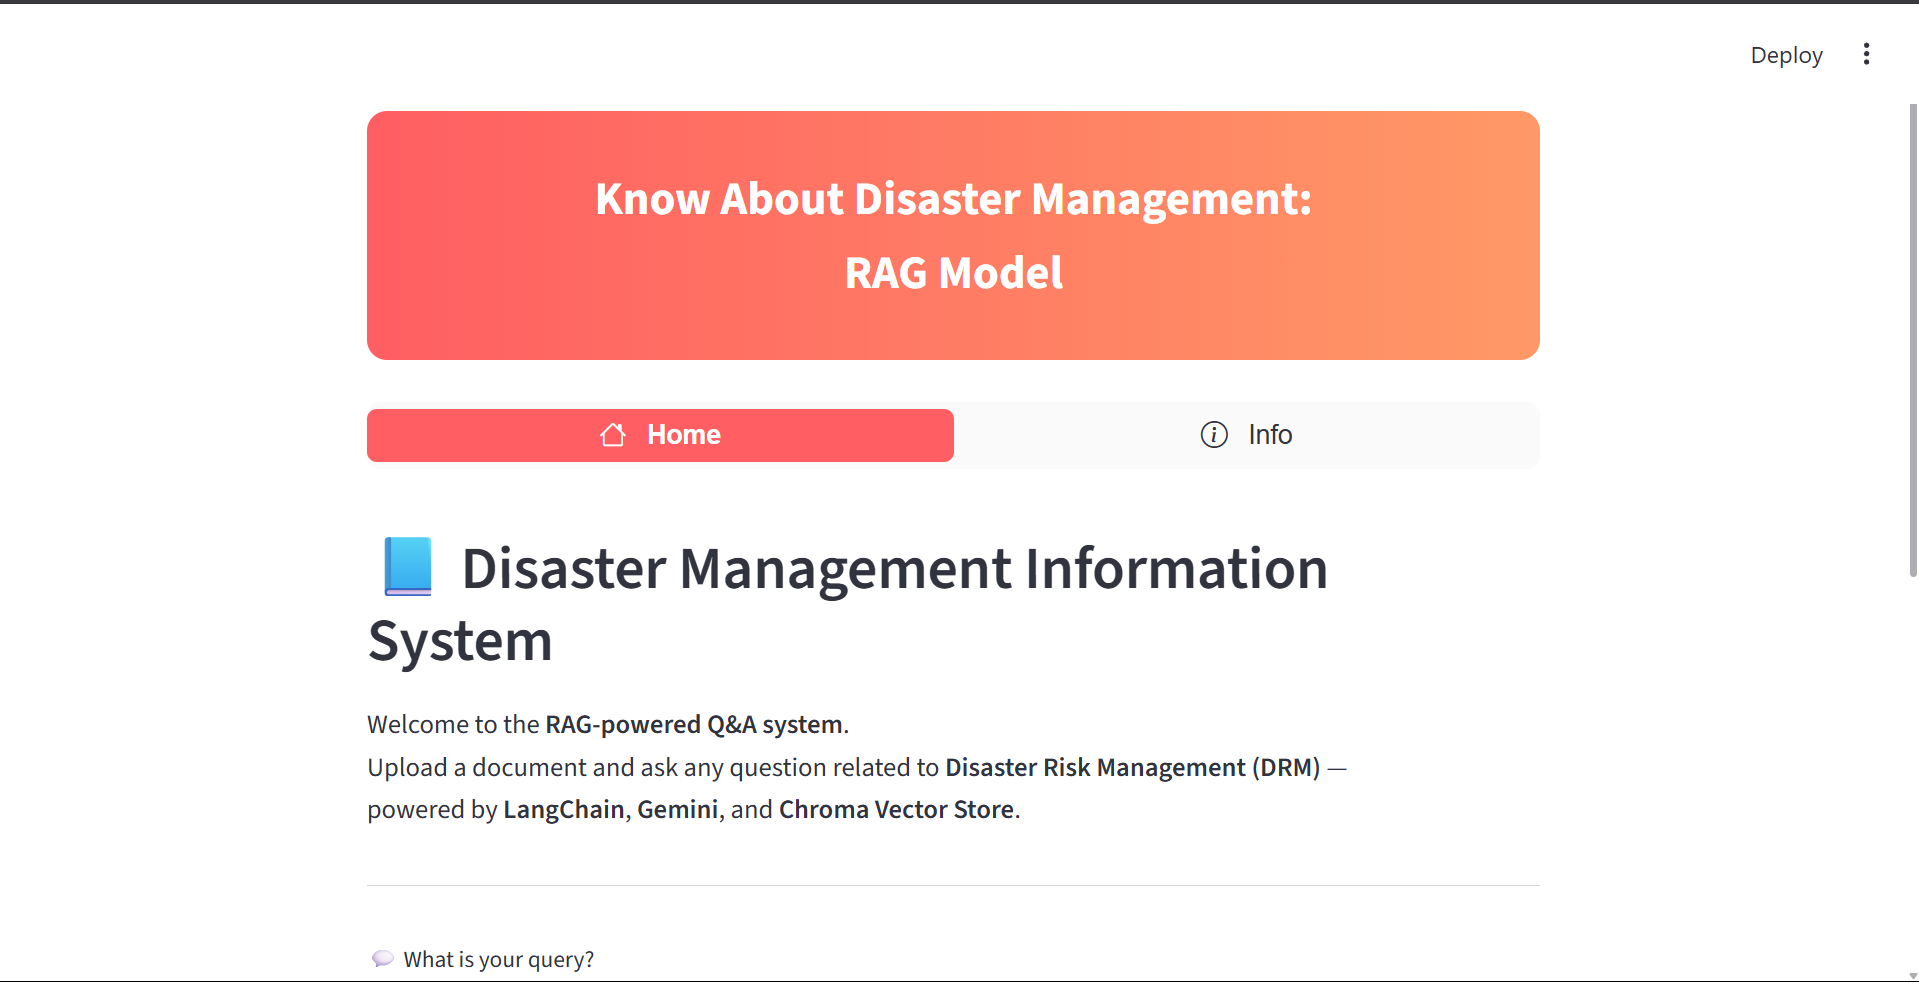 Deploy
Know About Disaster Management:
RAG Model
Home
Info
Disaster Management Information
System
Welcome to the RAG-powered Q&A system.
Upload a document and ask any question related to Disaster Risk Management (DRM) —
powered by LangChain, Gemini, and Chroma Vector Store.
What is your query?